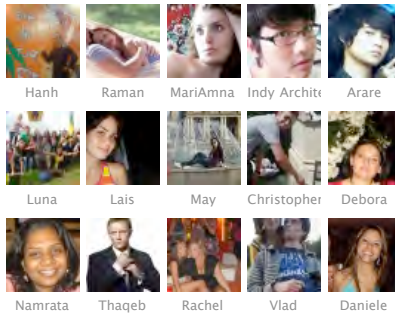 Hanh Raman MariAmna Indy Archite Arare
Luna Lais May Christopher Debora
Namrata Thaqeb Rachel Vlad Daniele